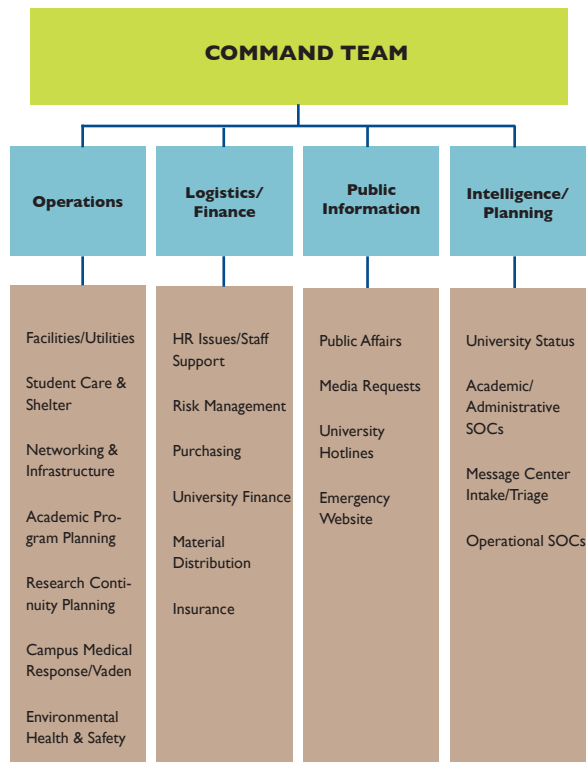 COMMAND TEAM
Operations
Logistics/
Finance
Public
Information
Intelligence/
Planning
Facilities/Utilities
Student Care &
Shelter
Networking &
Infrastructure
Academic Pro-
gram Planning
Research Conti-
nuity Planning
Campus Medical
Response/Vaden
Environmental
Health & Safety
HR Issues/Staff
Support
Risk Management
Purchasing
University Finance
Material
Distribution
Insurance
Public Affairs
Media Requests
University
Hotlines
Emergency
Website
University Status
Academic/
Administrative
SOCs
Message Center
Intake/Triage
Operational SOCs